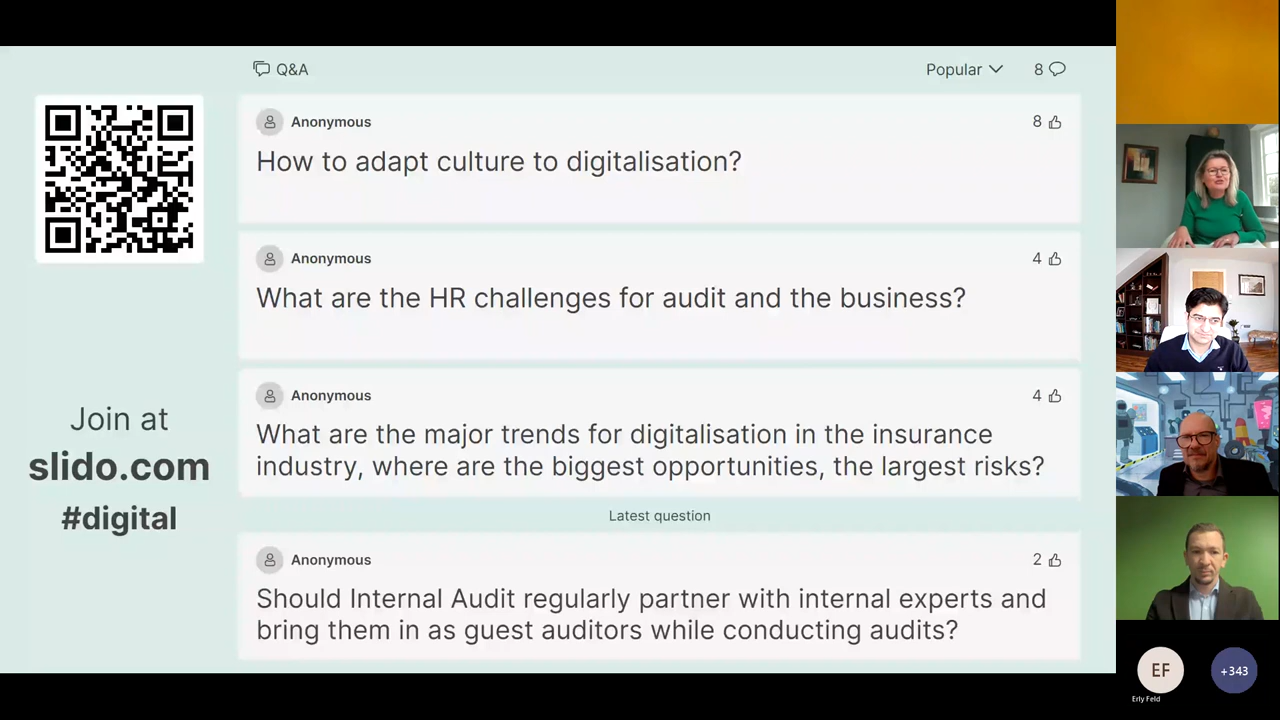 Q&A
Popular
8
Anonymous
8
How to adapt culture to digitalisation?
Anonymous
4
What are the HR challenges for audit and the business?
Anonymous
4
What are the major trends for digitalisation in the insurance
industry, where are the biggest opportunities, the largest risks?
Latest question
Anonymous
2
Should Internal Audit regularly partner with internal experts and
bring them in as guest auditors while conducting audits?
Join at
slido.com
#digital
EF
Erly Feld
+343